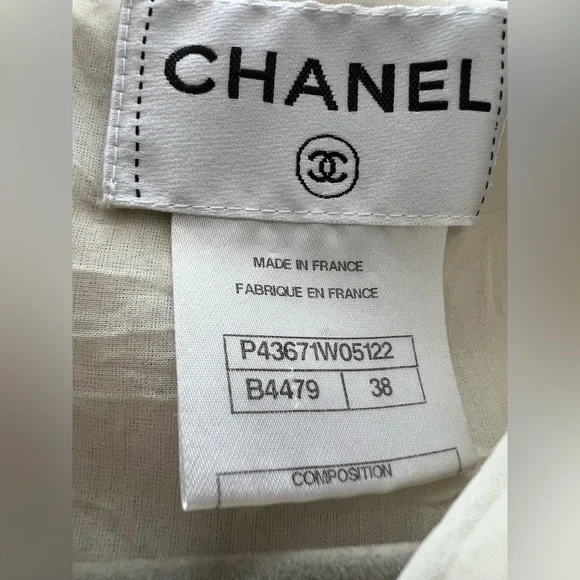 CHANEL
MADE IN FRANCE
FABRIQUE EN FRANCE
P43671W05122
B4479 38
COMPOSITION